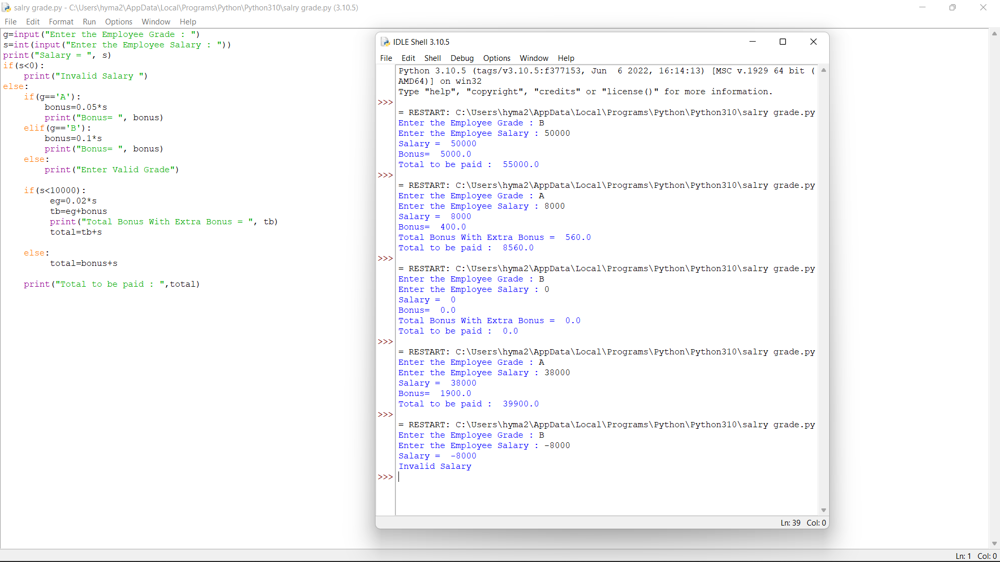 salry grade.py - C:\Users\hyma2\AppData\Local\Programs\Python\Python310\salry grade.py (3.10.5)
File Edit Format Run Options Window Help
g=input("Enter the Employee Grade : ")
s=int(input("Enter the Employee Salary : "))
print("Salary = ", s)
if(s<0):
    print("Invalid Salary ")
else:
    if(g=='A'):
        bonus=0.05*s
        print("Bonus= ", bonus)
    elif(g=='B'):
        bonus=0.1*s
        print("Bonus= ", bonus)
    else:
        print("Enter Valid Grade")
    if(s<10000):
         eg=0.02*s
         tb=eg+bonus
         print("Total Bonus With Extra Bonus = ", tb)
         total=tb+s
    else:
         total=bonus+s
    print("Total to be paid : ",total)
Ln: 1 Col: 0
IDLE Shell 3.10.5
File Edit Shell Debug Options Window Help
Python 3.10.5 (tags/v3.10.5:f377153, Jun  6 2022, 16:14:13) [MSC v.1929 64 bit (
AMD64)] on win32
Type "help", "copyright", "credits" or "license()" for more information.
>>>
= RESTART: C:\Users\hyma2\AppData\Local\Programs\Python\Python310\salry grade.py
Enter the Employee Grade : B
Enter the Employee Salary : 50000
Salary =  50000
Bonus=  5000.0
Total to be paid :  55000.0
>>>
= RESTART: C:\Users\hyma2\AppData\Local\Programs\Python\Python310\salry grade.py
Enter the Employee Grade : A
Enter the Employee Salary : 8000
Salary =  8000
Bonus=  400.0
Total Bonus With Extra Bonus =  560.0
Total to be paid :  8560.0
>>>
= RESTART: C:\Users\hyma2\AppData\Local\Programs\Python\Python310\salry grade.py
Enter the Employee Grade : B
Enter the Employee Salary : 0
Salary =  0
Bonus=  0.0
Total Bonus With Extra Bonus =  0.0
Total to be paid :  0.0
>>>
= RESTART: C:\Users\hyma2\AppData\Local\Programs\Python\Python310\salry grade.py
Enter the Employee Grade : A
Enter the Employee Salary : 38000
Salary =  38000
Bonus=  1900.0
Total to be paid :  39900.0
>>>
= RESTART: C:\Users\hyma2\AppData\Local\Programs\Python\Python310\salry grade.py
Enter the Employee Grade : B
Enter the Employee Salary : -8000
Salary =  -8000
Invalid Salary
>>>
Ln: 39 Col: 0